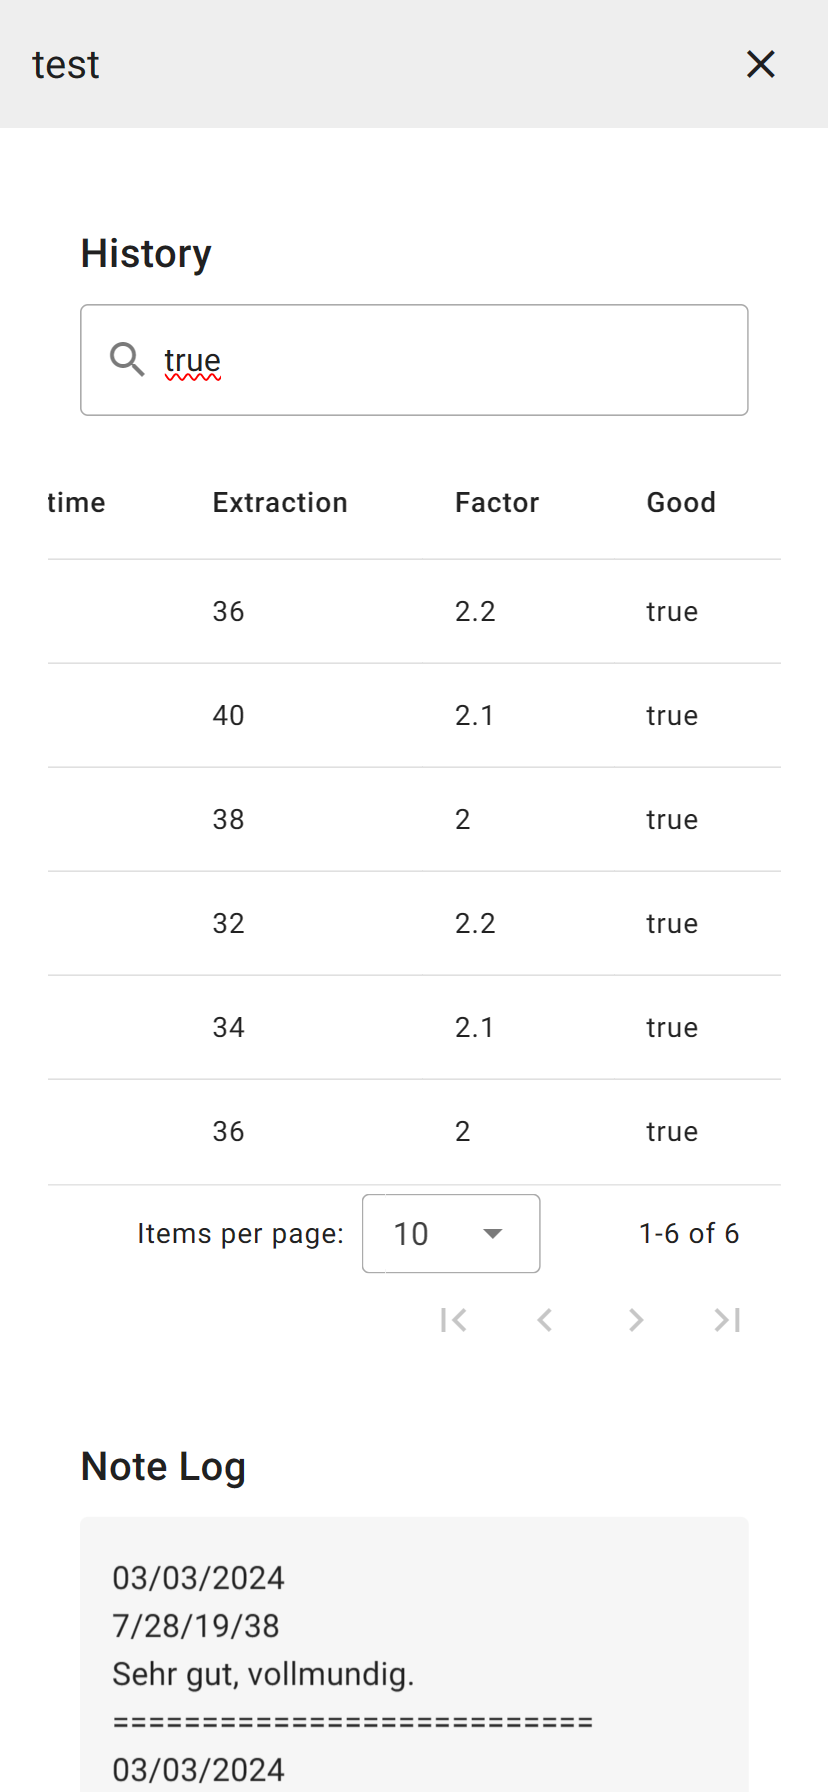 test
History
true
time Extraction Factor Good
36 2.2 true
40 2.1 true
38 2 true
32 2.2 true
34 2.1 true
36 2 true
Items per page: 10 1-6 of 6
Note Log
03/03/2024
7/28/19/38
Sehr gut, vollmundig.
===========================
03/03/2024